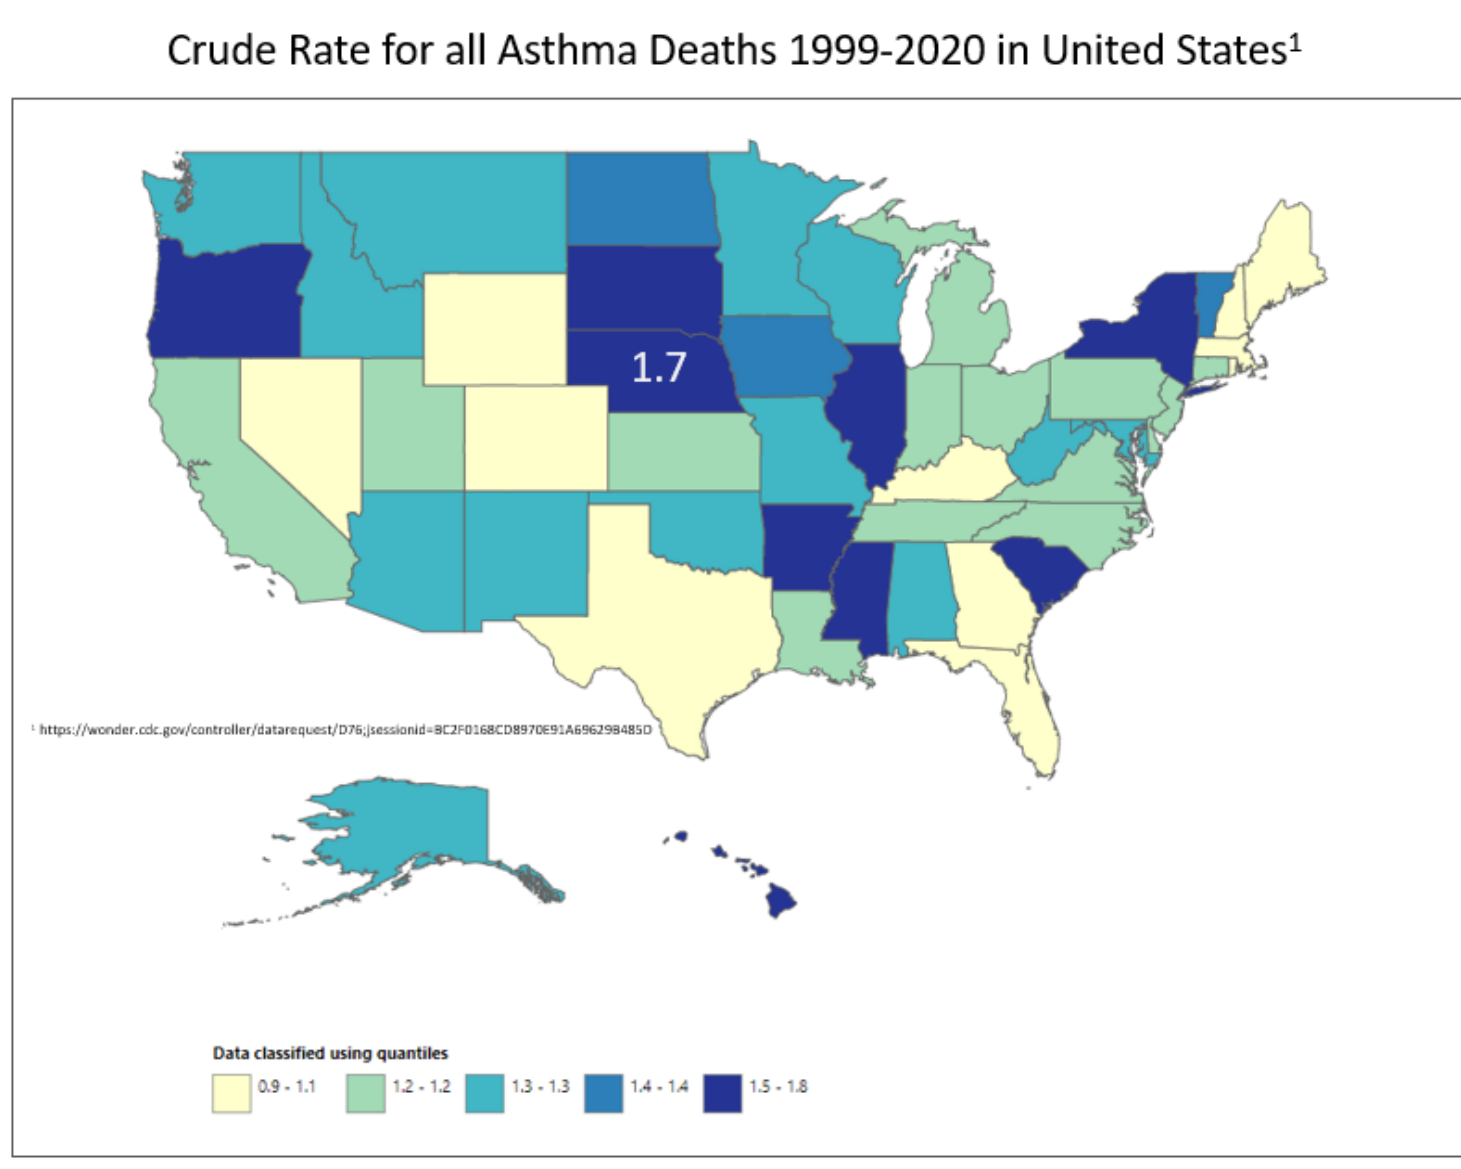 Crude Rate for all Asthma Deaths 1999-2020 in United States¹
1.7
¹ https://wonder.cdc.gov/controller/datarequest/D76;jsessionid=BC2F0168CD8970E91A69629B485D
Data classified using quantiles
0.9 - 1.1 1.2 - 1.2 1.3 - 1.3 1.4 - 1.4 1.5 - 1.8